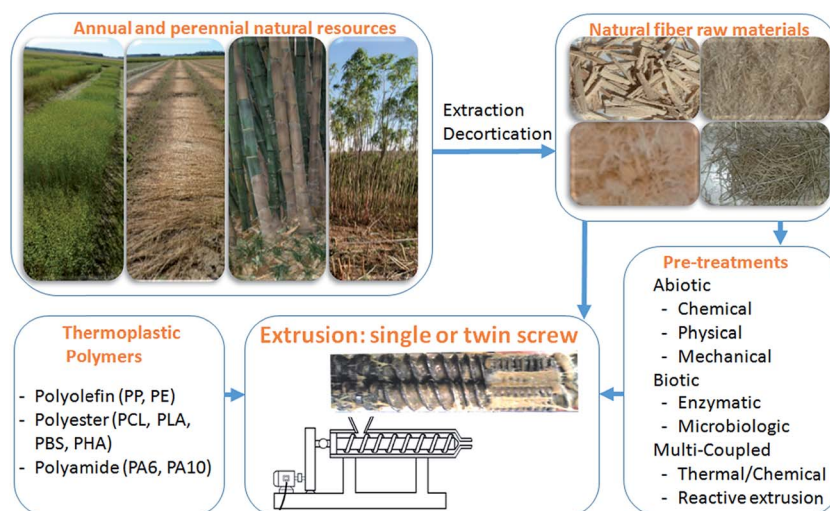 Annual and perennial natural resources
Natural fiber raw materials
Extraction
Decortication
Pre-treatments
Abiotic
- Chemical
- Physical
- Mechanical
Biotic
- Enzymatic
- Microbiologic
Multi-Coupled
- Thermal/Chemical
- Reactive extrusion
Thermoplastic
Polymers
- Polyolefin (PP, PE)
- Polyester (PCL, PLA,
PBS, PHA)
- Polyamide (PA6, PA10)
Extrusion: single or twin screw